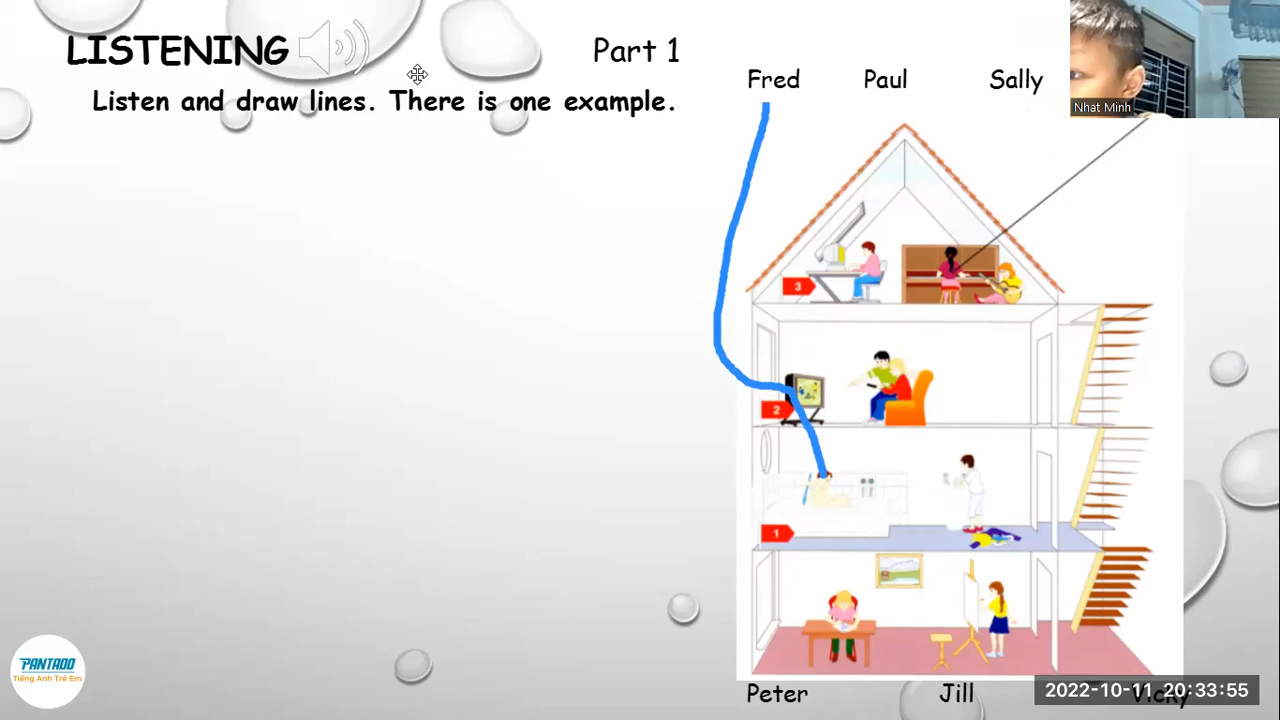 LISTENING
Part 1
Listen and draw lines. There is one example.
Fred Paul Sally
Nhat Minh
3
2
1
Peter Jill Vicky
2022-10-11 20:33:55
PANTADO
Tiếng Anh Trẻ Em